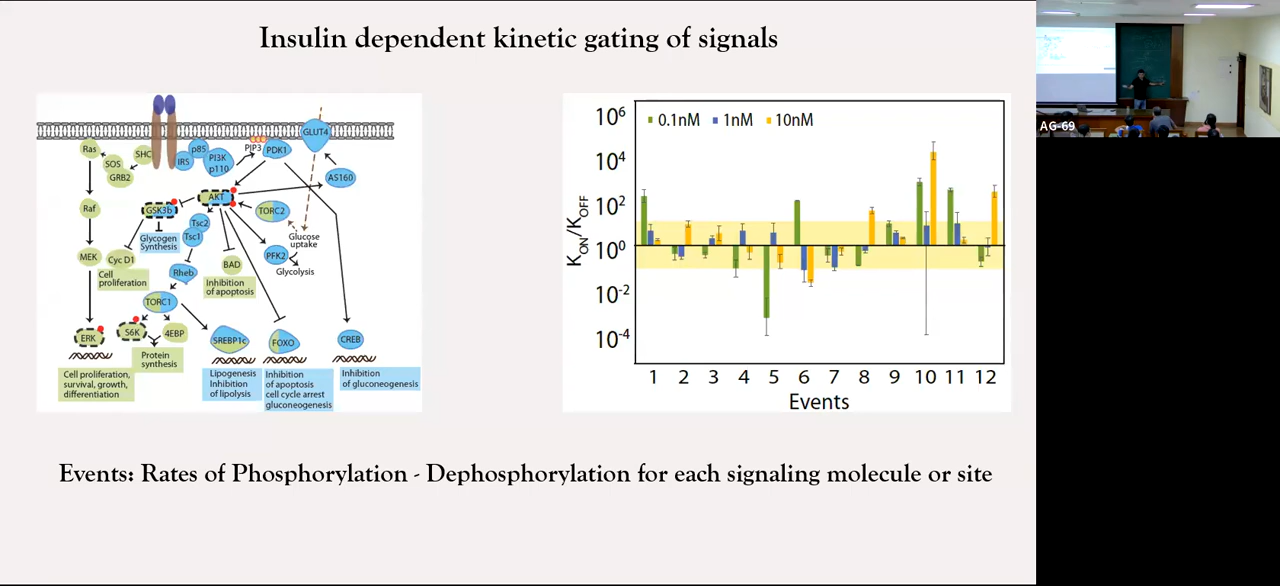 Insulin dependent kinetic gating of signals
Ras
SOS
GRB2
SHC
IRS
p85
PI3K
p110
PIP3
PDK1
GLUT4
AS160
AKT
GSK3b
Raf
Tsc2
Tsc1
TORC2
Glycogen
Synthesis
Glucose
uptake
MEK
Cyc D1
Cell
proliferation
Rheb
BAD
Inhibition
of apoptosis
PFK2
Glycolysis
TORC1
ERK
S6K
4EBP
SREBP1c
FOXO
CREB
Protein
synthesis
Cell proliferation,
survival, growth,
differentiation
Lipogenesis
Inhibition
of lipolysis
Inhibition
of apoptosis
cell cycle arrest
gluconeogenesis
Inhibition
of gluconeogenesis
0.1nM 1nM 10nM
10^6
10^4
10^2
10^0
10^-2
10^-4
K_ON/K_OFF
1 2 3 4 5 6 7 8 9 10 11 12
Events
Events: Rates of Phosphorylation - Dephosphorylation for each signaling molecule or site
AG-69